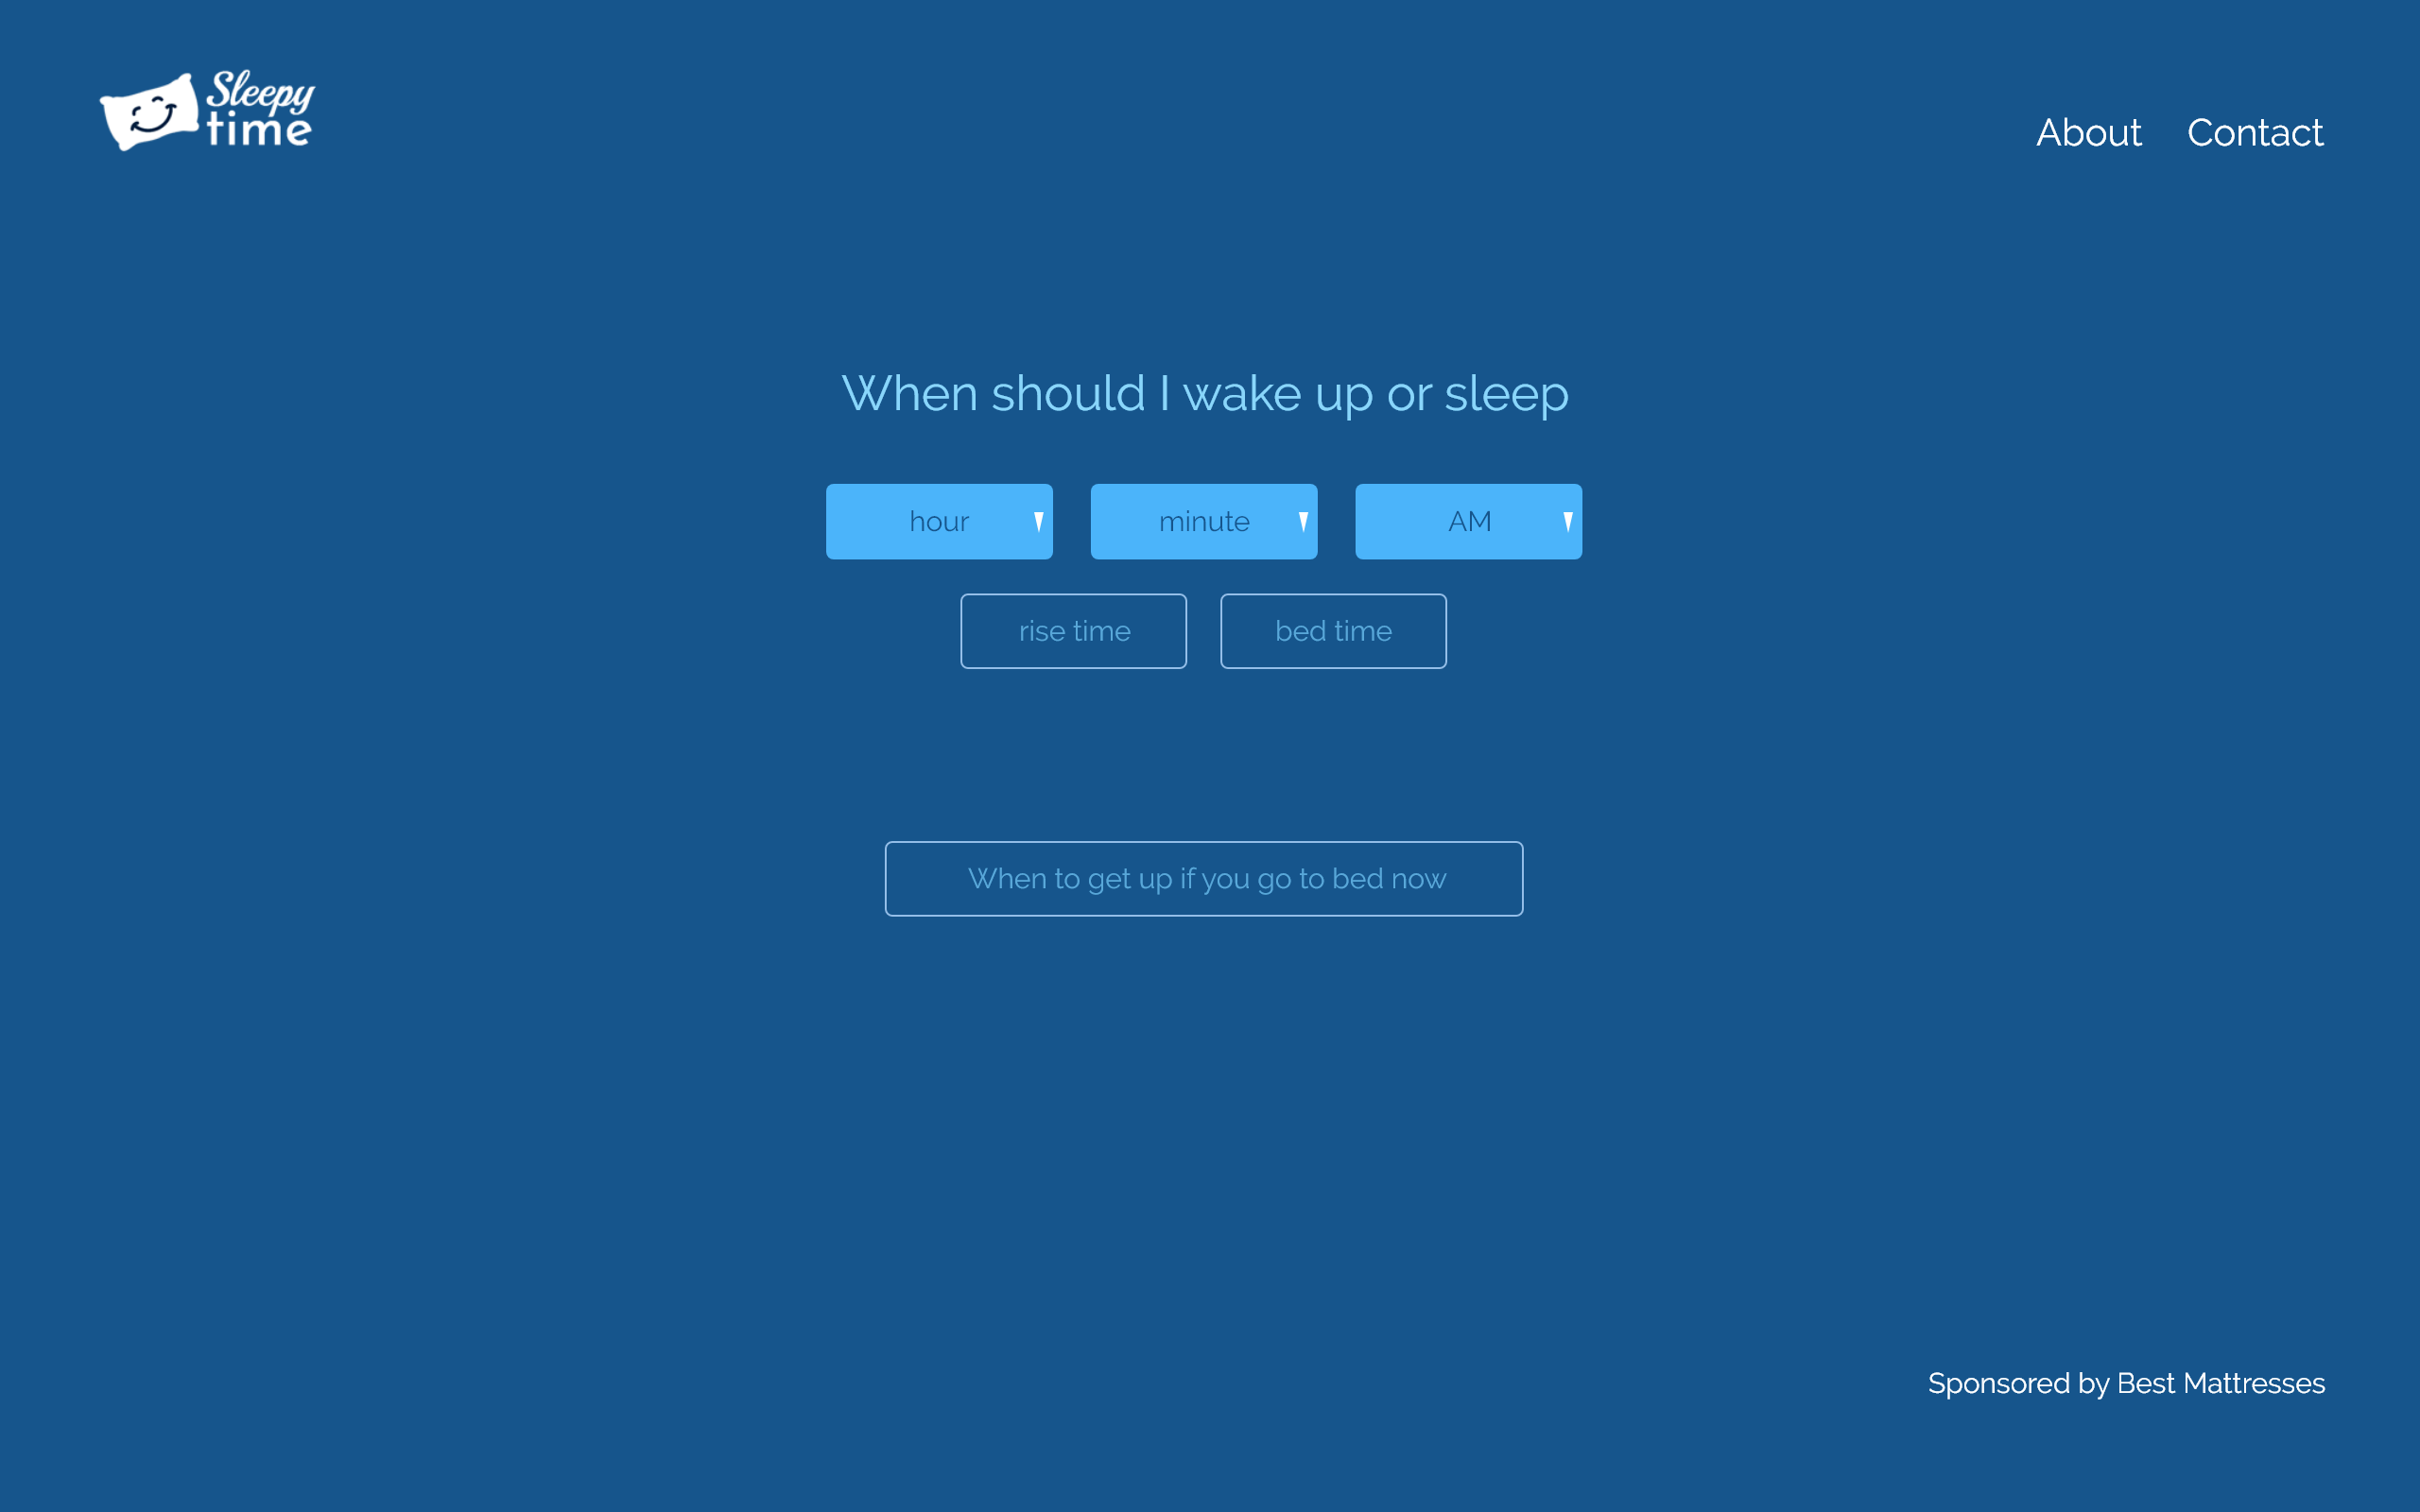 Sleepy
time
About Contact
When should I wake up or sleep
hour minute AM
rise time bed time
When to get up if you go to bed now
Sponsored by Best Mattresses